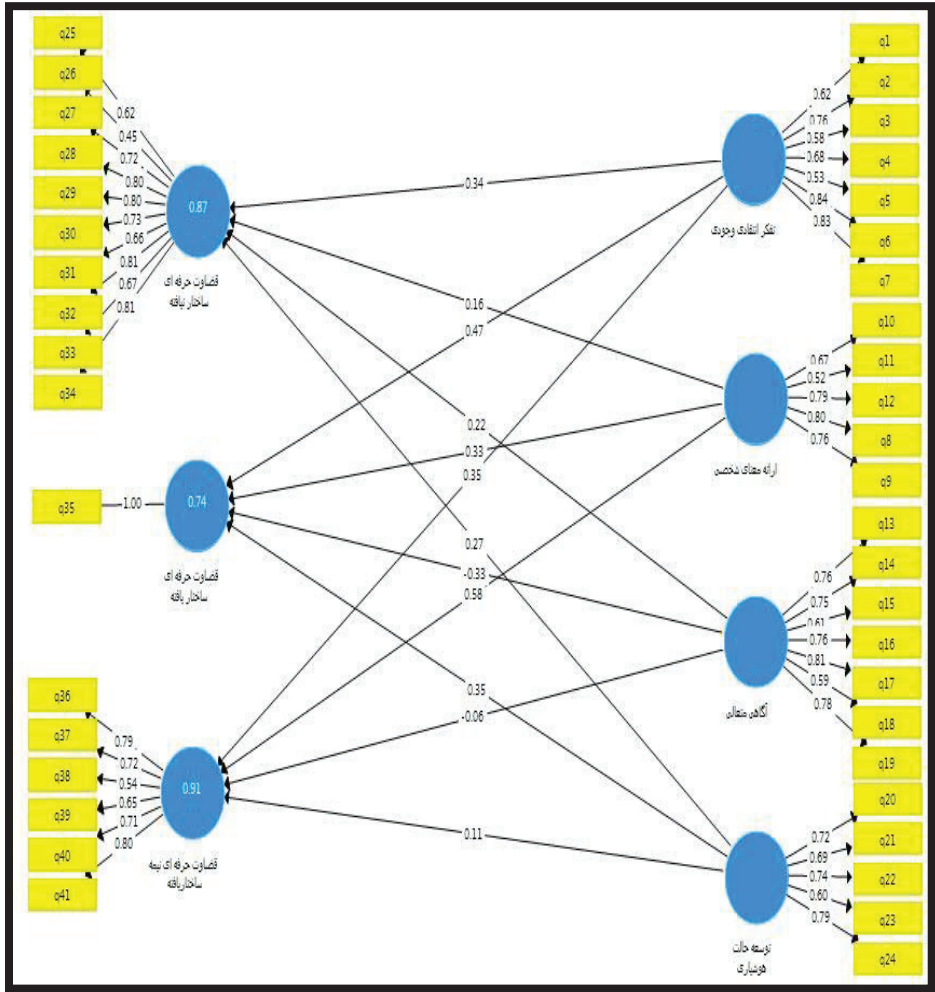 q25
q26
q27
q28
q29
q30
q31
q32
q33
q34
0.62
0.45
0.72
0.80
0.80
0.73
0.66
0.81
0.67
0.81
0.87
قضاوت حرفه ای
ساختار نیافته
q35
1.00
0.74
قضاوت حرفه ای
ساختار یافته
q36
q37
q38
q39
q40
q41
0.79
0.72
0.54
0.65
0.71
0.80
0.91
قضاوت حرفه ای نیمه
ساختاریافته
0.34
0.16
0.47
0.22
0.33
0.35
0.27
-0.33
0.58
0.35
-0.06
0.11
تفکر انتقادی وجودی
0.62
0.76
0.58
0.68
0.53
0.84
0.83
q1
q2
q3
q4
q5
q6
q7
ارائه معنای شخصی
0.67
0.52
0.79
0.80
0.76
q10
q11
q12
q8
q9
آگاهی متعالی
0.76
0.75
0.61
0.76
0.81
0.59
0.78
q13
q14
q15
q16
q17
q18
q19
توسعه حالت
هوشیاری
0.72
0.69
0.74
0.60
0.79
q20
q21
q22
q23
q24